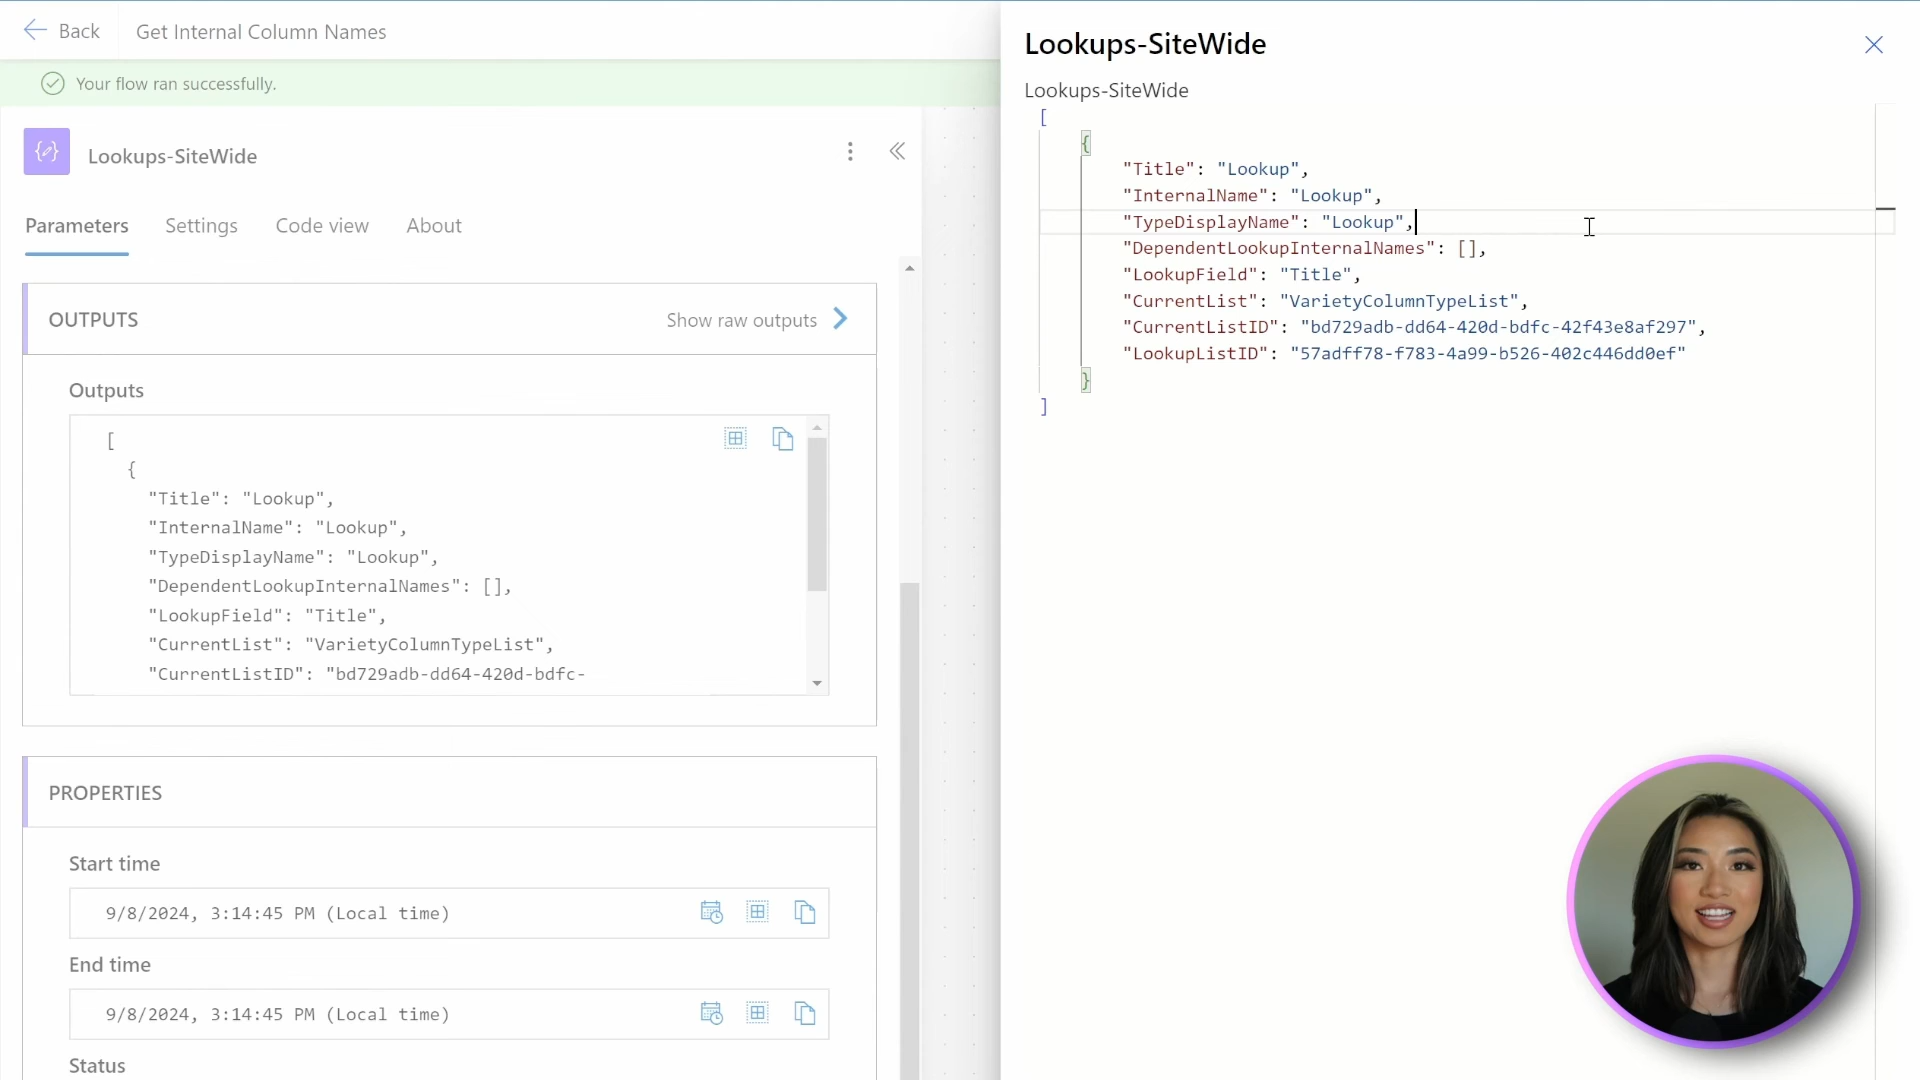 Back
Get Internal Column Names
Your flow ran successfully.
Lookups-SiteWide
Parameters
Settings
Code view
About
OUTPUTS
Show raw outputs
Outputs
[
{
"Title": "Lookup",
"InternalName": "Lookup",
"TypeDisplayName": "Lookup",
"DependentLookupInternalNames": [],
"LookupField": "Title",
"CurrentList": "VarietyColumnTypeList",
"CurrentListID": "bd729adb-dd64-420d-bdfc-
PROPERTIES
Start time
9/8/2024, 3:14:45 PM (Local time)
End time
9/8/2024, 3:14:45 PM (Local time)
Status
Lookups-SiteWide
Lookups-SiteWide
[
{
"Title": "Lookup",
"InternalName": "Lookup",
"TypeDisplayName": "Lookup",
"DependentLookupInternalNames": [],
"LookupField": "Title",
"CurrentList": "VarietyColumnTypeList",
"CurrentListID": "bd729adb-dd64-420d-bdfc-42f43e8af297",
"LookupListID": "57adff78-f783-4a99-b526-402c446dd0ef"
}
]